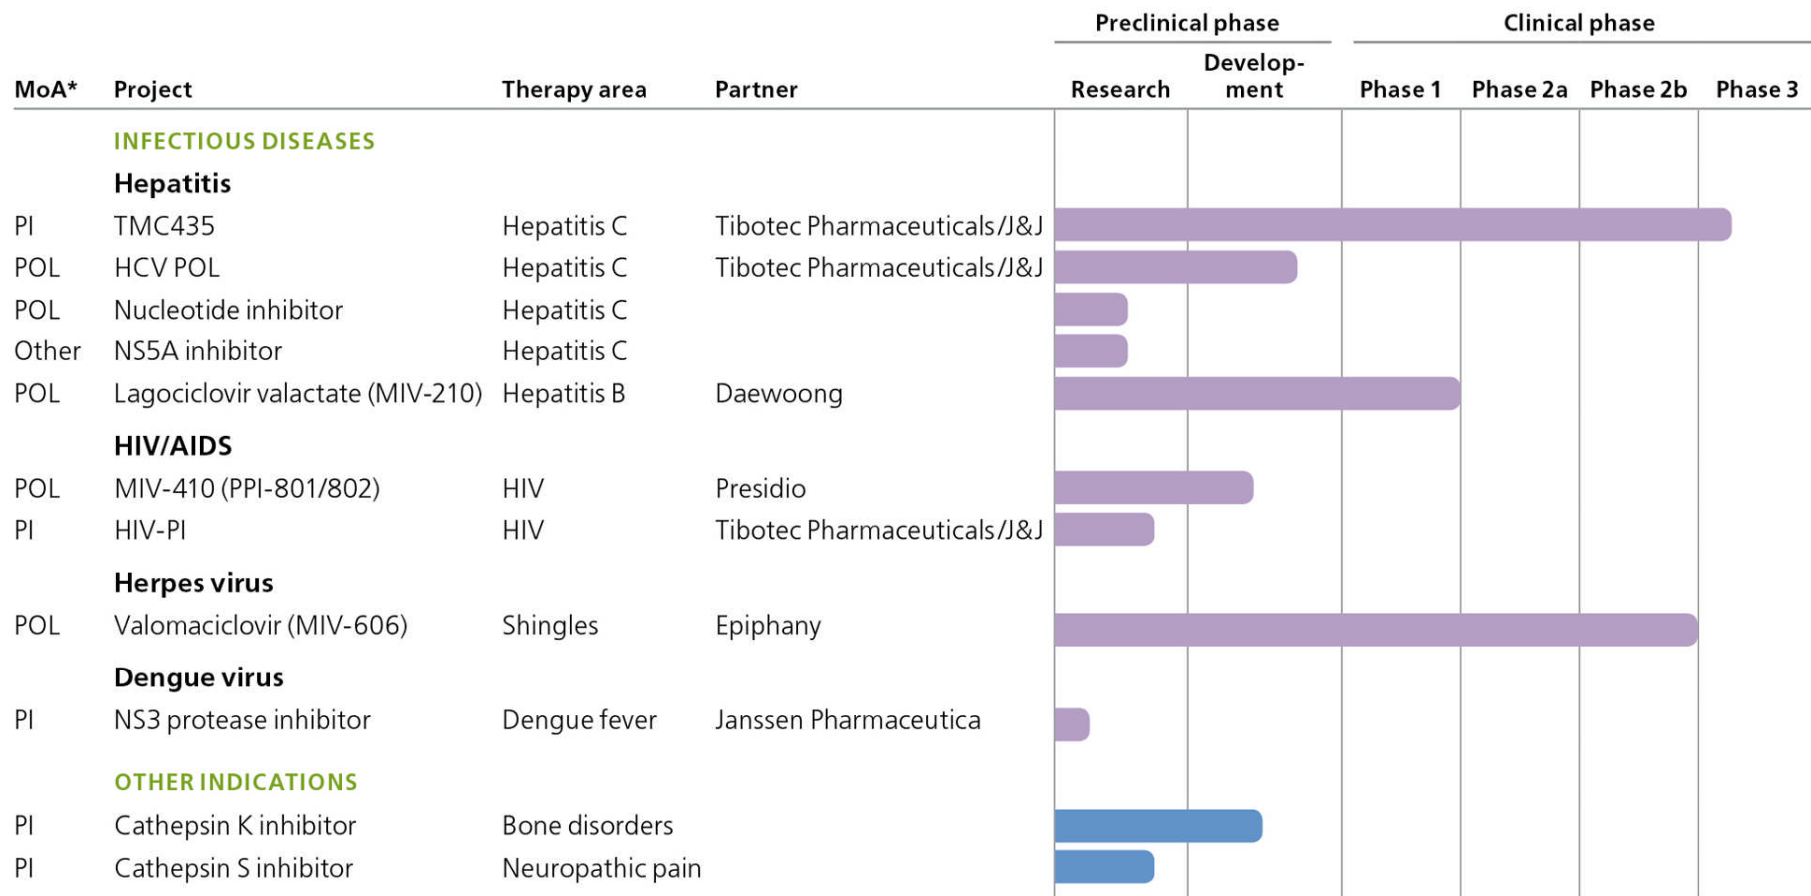 Preclinical phase Clinical phase
MoA* Project Therapy area Partner Research Develop-
ment Phase 1 Phase 2a Phase 2b Phase 3
INFECTIOUS DISEASES
Hepatitis
PI TMC435 Hepatitis C Tibotec Pharmaceuticals/J&J
POL HCV POL Hepatitis C Tibotec Pharmaceuticals/J&J
POL Nucleotide inhibitor Hepatitis C
Other NS5A inhibitor Hepatitis C
POL Lagociclovir valactate (MIV-210) Hepatitis B Daewoong
HIV/AIDS
POL MIV-410 (PPI-801/802) HIV Presidio
PI HIV-PI HIV Tibotec Pharmaceuticals/J&J
Herpes virus
POL Valomaciclovir (MIV-606) Shingles Epiphany
Dengue virus
PI NS3 protease inhibitor Dengue fever Janssen Pharmaceutica
OTHER INDICATIONS
PI Cathepsin K inhibitor Bone disorders
PI Cathepsin S inhibitor Neuropathic pain